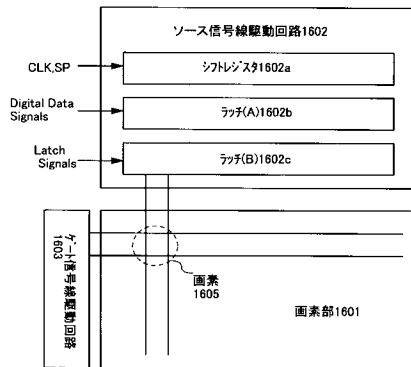 ソース信号線駆動回路1602
CLK,SP
シフトレジスタ1602a
Digital Data
Signals
ラッチ(A)1602b
Latch
Signals
ラッチ(B)1602c
ゲート信号線駆動回路
1603
画素
1605
画素部1601